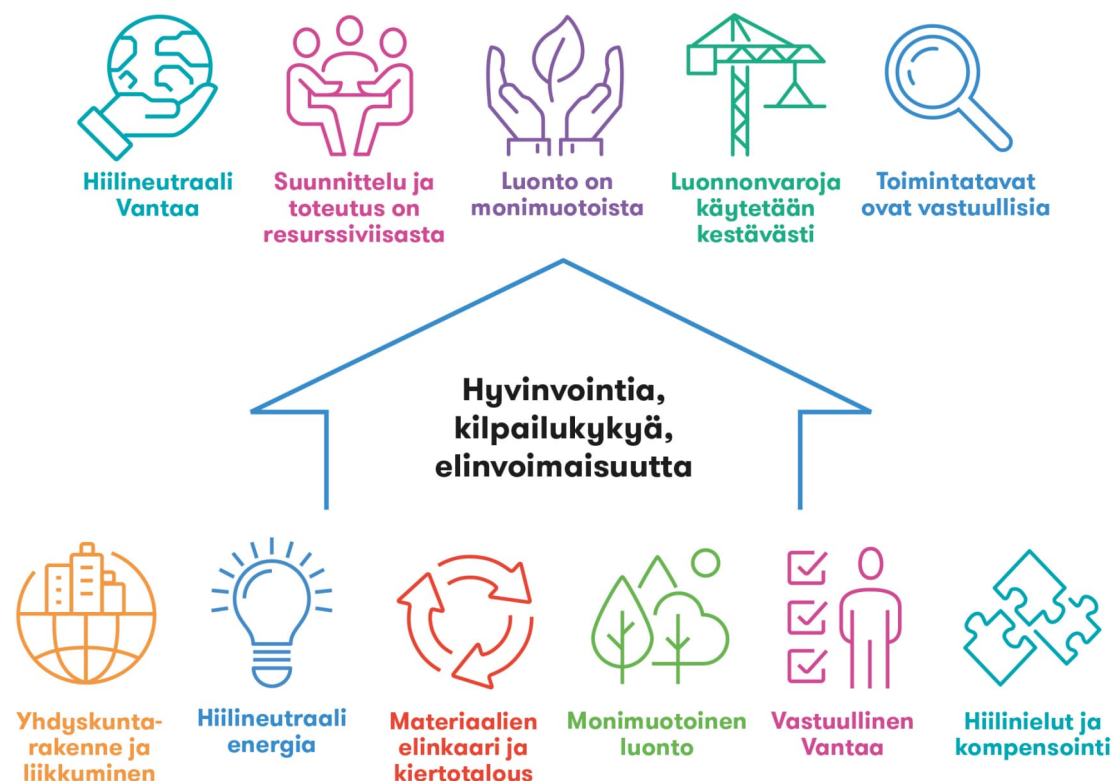 Hiilineutraali
Vantaa
Suunnittelu ja
toteutus on
resurssiviisasta
Luonto on
monimuotoista
Luonnonvaroja
käytetään
kestävästi
Toimintatavat
ovat vastuullisia
Hyvinvointia,
kilpailukykyä,
elinvoimaisuutta
Yhdyskunta-
rakenne ja
liikkuminen
Hiilineutraali
energia
Materiaalien
elinkaari ja
kiertotalous
Monimuotoinen
luonto
Vastuullinen
Vantaa
Hiilinielut ja
kompensointi